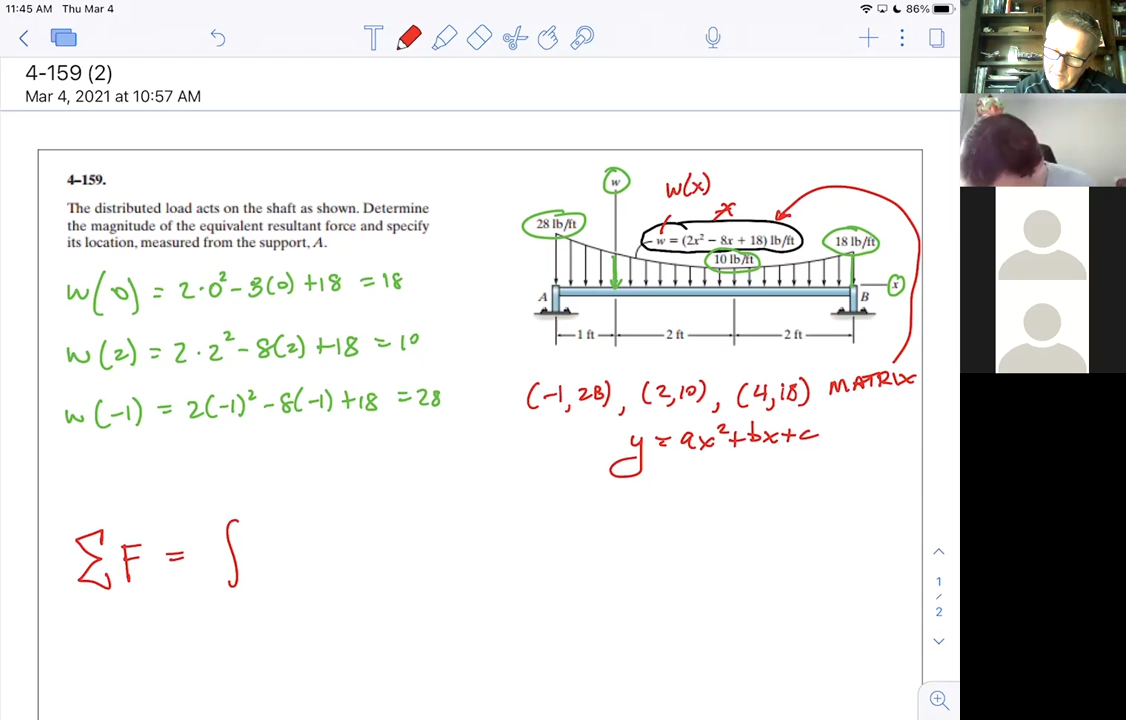 11:45 AM Thu Mar 4
86%
4-159 (2)
Mar 4, 2021 at 10:57 AM
4–159.
The distributed load acts on the shaft as shown. Determine
the magnitude of the equivalent resultant force and specify
its location, measured from the support, A.
w
w(x)
28 lb/ft
w = (2x² − 8x + 18) lb/ft
18 lb/ft
10 lb/ft
A
B
x
1 ft
2 ft
2 ft
w(0) = 2·0² - 3(0) + 18 = 18
w(2) = 2·2² - 8(2) + 18 = 10
w(-1) = 2(-1)² - 8(-1) + 18 = 28
(-1, 28), (2, 10), (4, 18) MATRIX
y = ax² + bx + c
ΣF = ∫
1
/
2